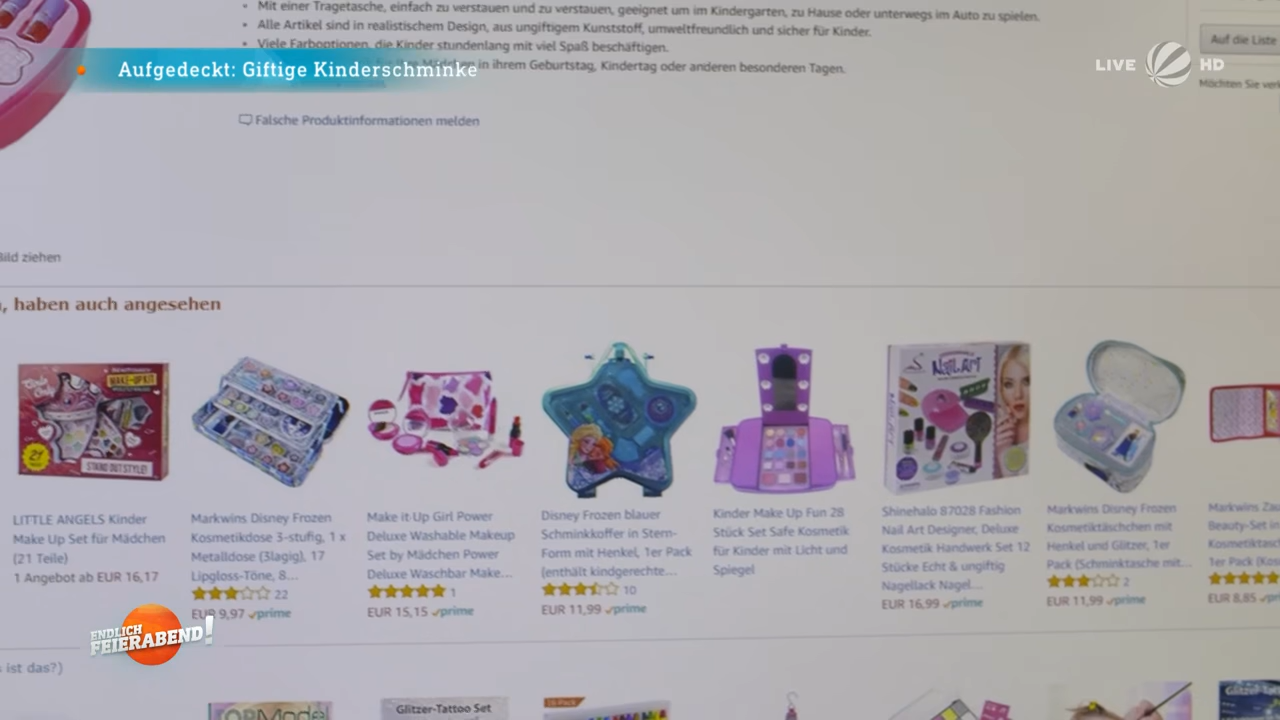 Mit einer Tragetasche, einfach zu verstauen und zu verstauen, geeignet um im Kindergarten, zu Hause oder unterwegs im Auto zu spielen.
Alle Artikel sind in realistischem Design, aus ungiftigem Kunststoff, umweltfreundlich und sicher für Kinder.
Viele Farboptionen, die Kinder stundenlang mit viel Spaß beschäftigen.
in ihrem Geburtstag, Kindertag oder anderen besonderen Tagen.
Auf die Liste
Möchten Sie
Aufgedeckt: Giftige Kinderschminke
LIVE HD
Falsche Produktinformationen melden
Bild ziehen
, haben auch angesehen
MAKE-UP KIT
21
STAND OUT STYLE!
NAIL ART
LITTLE ANGELS Kinder
Make Up Set für Mädchen
(21 Teile)
1 Angebot ab EUR 16,17
Markwins Disney Frozen
Kosmetikdose 3-stufig, 1 x
Metalldose (3lagig), 17
Lipgloss-Töne, 8...
22
EUR 9,97 prime
Make it Up Girl Power
Deluxe Washable Makeup
Set by Mädchen Power
Deluxe Waschbar Make...
1
EUR 15,15 prime
Disney Frozen blauer
Schminkkoffer in Stern-
Form mit Henkel, 1er Pack
(enthält kindgerechte...
10
EUR 11,99 prime
Kinder Make Up Fun 28
Stück Set Safe Kosmetik
für Kinder mit Licht und
Spiegel
Shinehalo 87028 Fashion
Nail Art Designer, Deluxe
Kosmetik Handwerk Set 12
Stücke Echt & ungiftig
Nagellack Nagel...
EUR 16,99 prime
Markwins Disney Frozen
Kosmetiktäschchen mit
Henkel und Glitzer, 1er
Pack (Schminktasche mit...
2
EUR 11,99 prime
Markwins
Beauty-Set
1er Pack
EUR 8,85
ENDLICH
FEIERABEND!
ist das?)
Glitzer-Tattoo Set